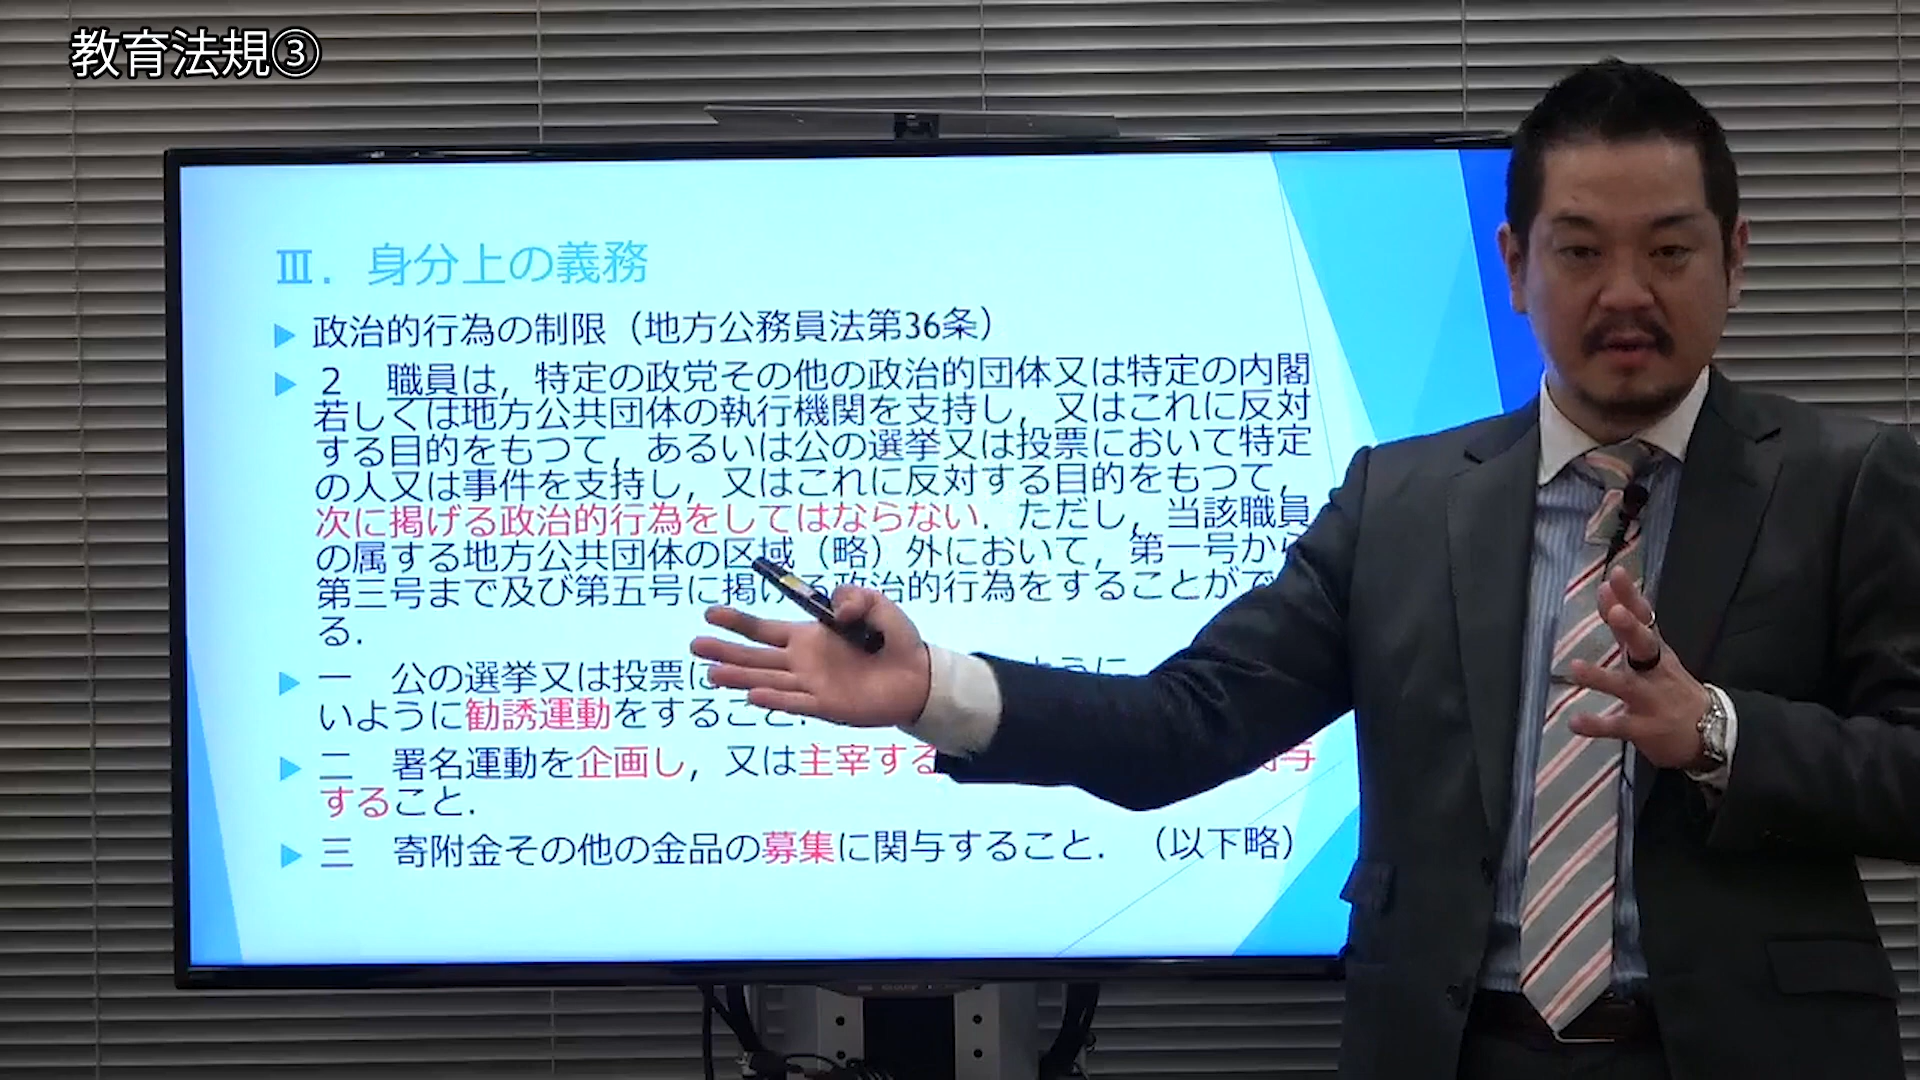 教育法規③
Ⅲ．身分上の義務
政治的行為の制限（地方公務員法第36条）
２　職員は，特定の政党その他の政治的団体又は特定の内閣
若しくは地方公共団体の執行機関を支持し，又はこれに反対
する目的をもつて，あるいは公の選挙又は投票において特定
の人又は事件を支持し，又はこれに反対する目的をもつて，
次に掲げる政治的行為をしてはならない．ただし，当該職員
の属する地方公共団体の区域（略）外において，第一号から
第三号まで及び第五号に掲げる政治的行為をすることがで
る．
一　公の選挙又は投票に ように
いように勧誘運動をすること．
二　署名運動を企画し，又は主宰する 与
すること．
三　寄附金その他の金品の募集に関与すること．（以下略）